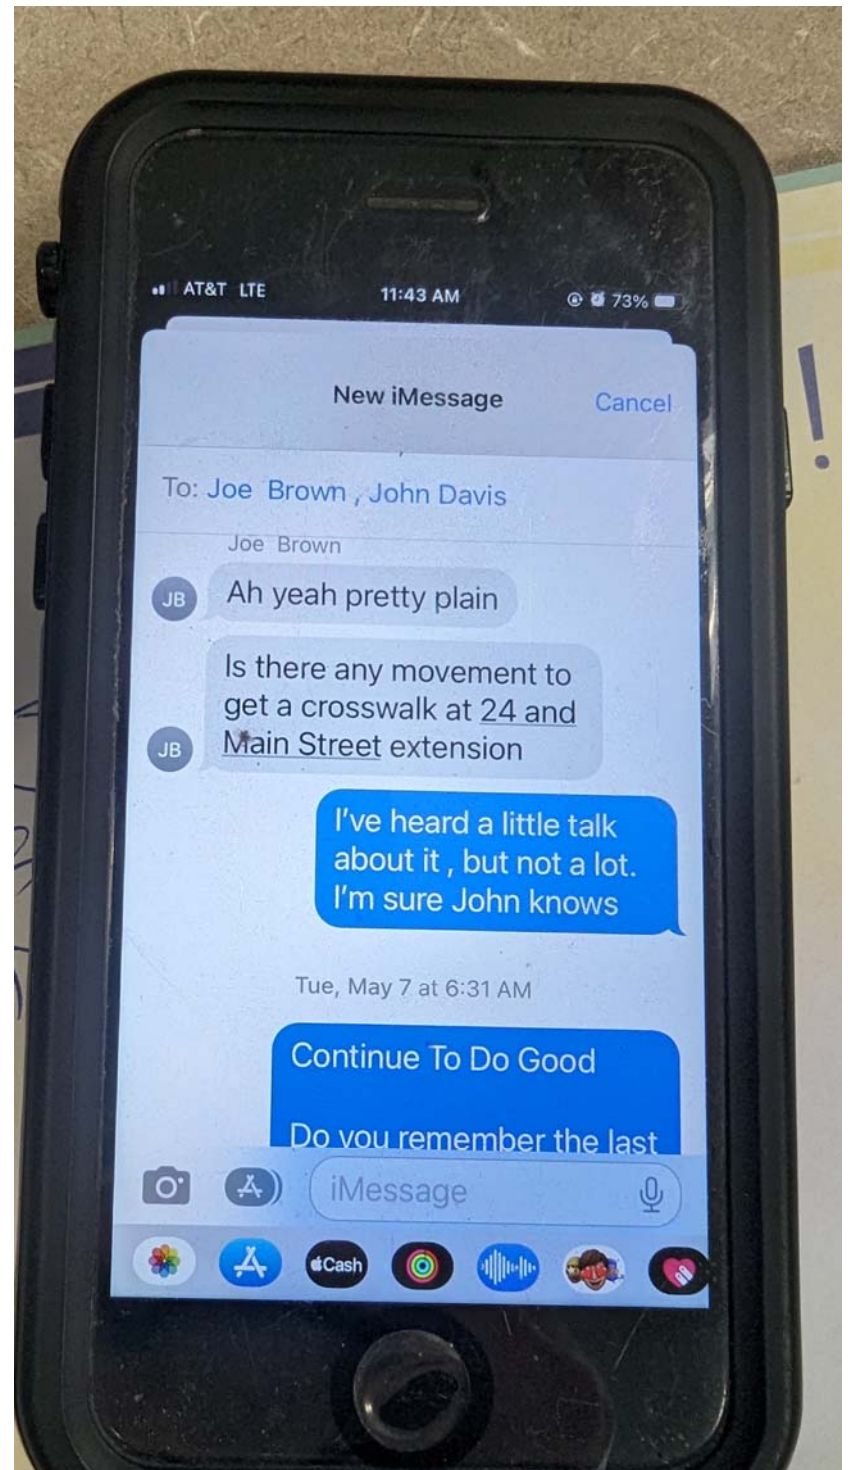 AT&T LTE 11:43 AM 73%
New iMessage Cancel
To: Joe Brown , John Davis
Joe Brown
JB Ah yeah pretty plain
Is there any movement to
get a crosswalk at 24 and
JB Main Street extension
I've heard a little talk
about it , but not a lot.
I'm sure John knows
Tue, May 7 at 6:31 AM
Continue To Do Good
Do you remember the last
iMessage
Cash
!